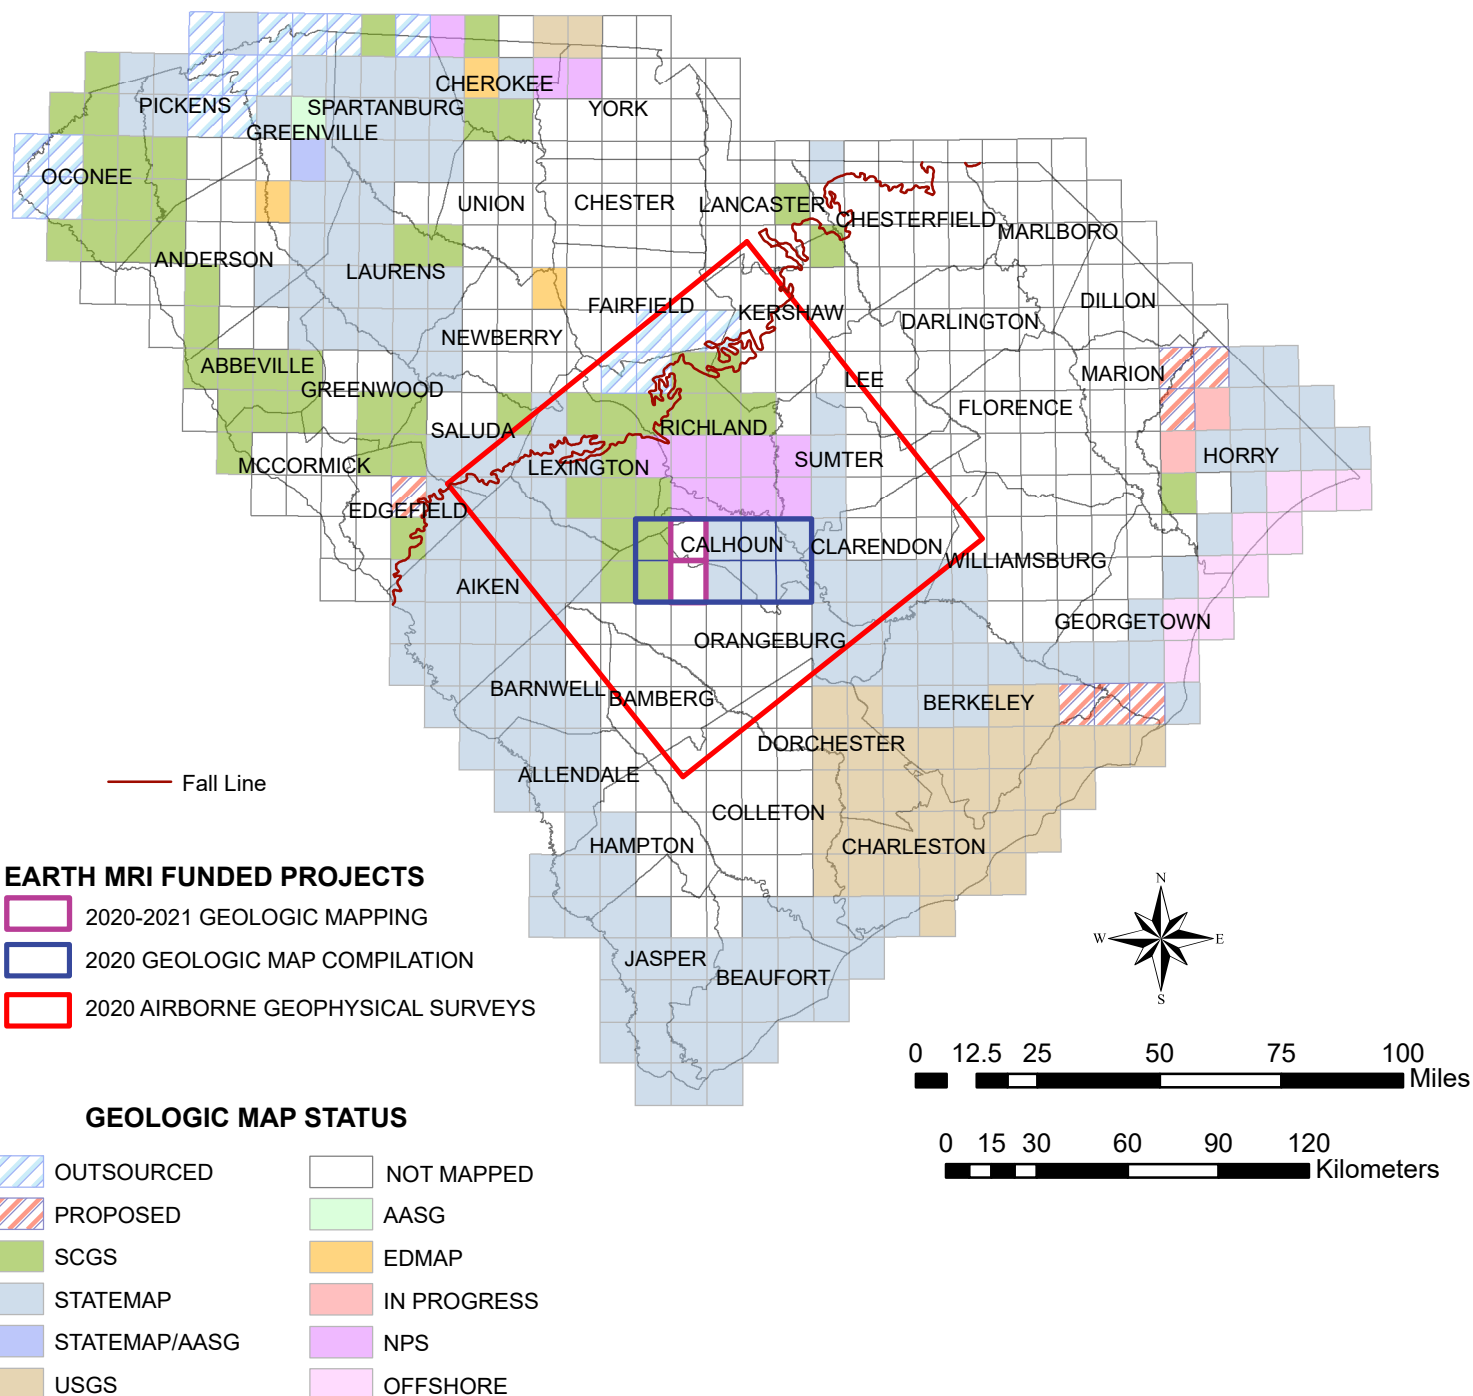 CHEROKEE
PICKENS
SPARTANBURG
YORK
GREENVILLE
OCONEE
UNION
CHESTER
LANCASTER
CHESTERFIELD
MARLBORO
ANDERSON
LAURENS
DILLON
FAIRFIELD
KERSHAW
DARLINGTON
NEWBERRY
ABBEVILLE
GREENWOOD
LEE
MARION
FLORENCE
SALUDA
RICHLAND
MCCORMICK
LEXINGTON
SUMTER
HORRY
EDGEFIELD
CALHOUN
CLARENDON
WILLIAMSBURG
AIKEN
GEORGETOWN
ORANGEBURG
BARNWELL
BAMBERG
BERKELEY
DORCHESTER
ALLENDALE
COLLETON
HAMPTON
CHARLESTON
JASPER
BEAUFORT
Fall Line
EARTH MRI FUNDED PROJECTS
2020-2021 GEOLOGIC MAPPING
2020 GEOLOGIC MAP COMPILATION
2020 AIRBORNE GEOPHYSICAL SURVEYS
N
W E
S
0 12.5 25 50 75 100
Miles
0 15 30 60 90 120
Kilometers
GEOLOGIC MAP STATUS
OUTSOURCED
PROPOSED
SCGS
STATEMAP
STATEMAP/AASG
USGS
NOT MAPPED
AASG
EDMAP
IN PROGRESS
NPS
OFFSHORE